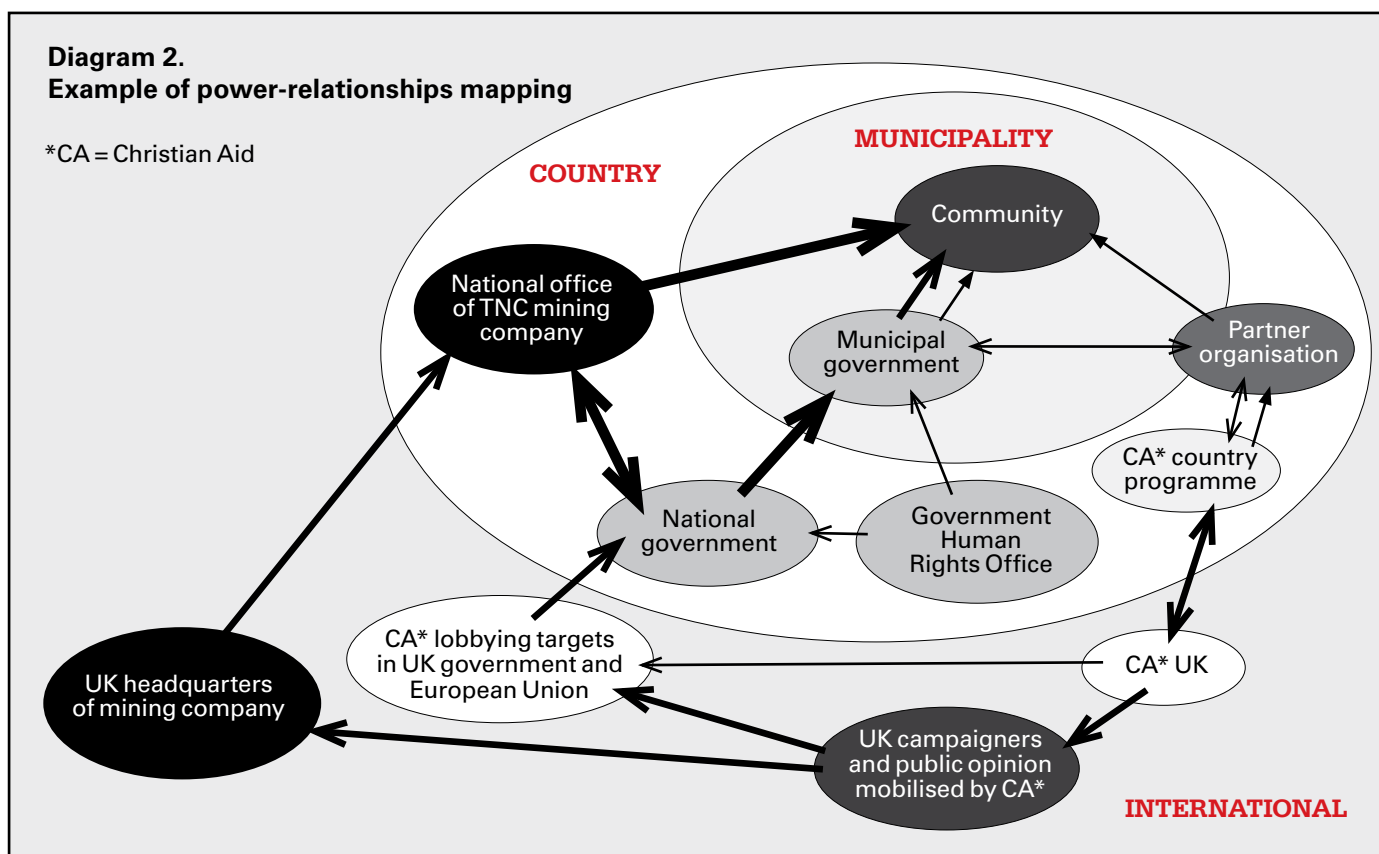 Diagram 2.
Example of power-relationships mapping
*CA = Christian Aid
MUNICIPALITY
COUNTRY
Community
National office
of TNC mining
company
Municipal
government
Partner
organisation
CA* country
programme
National
government
Government
Human
Rights Office
CA* lobbying targets
in UK government and
European Union
CA* UK
UK headquarters
of mining company
UK campaigners
and public opinion
mobilised by CA*
INTERNATIONAL